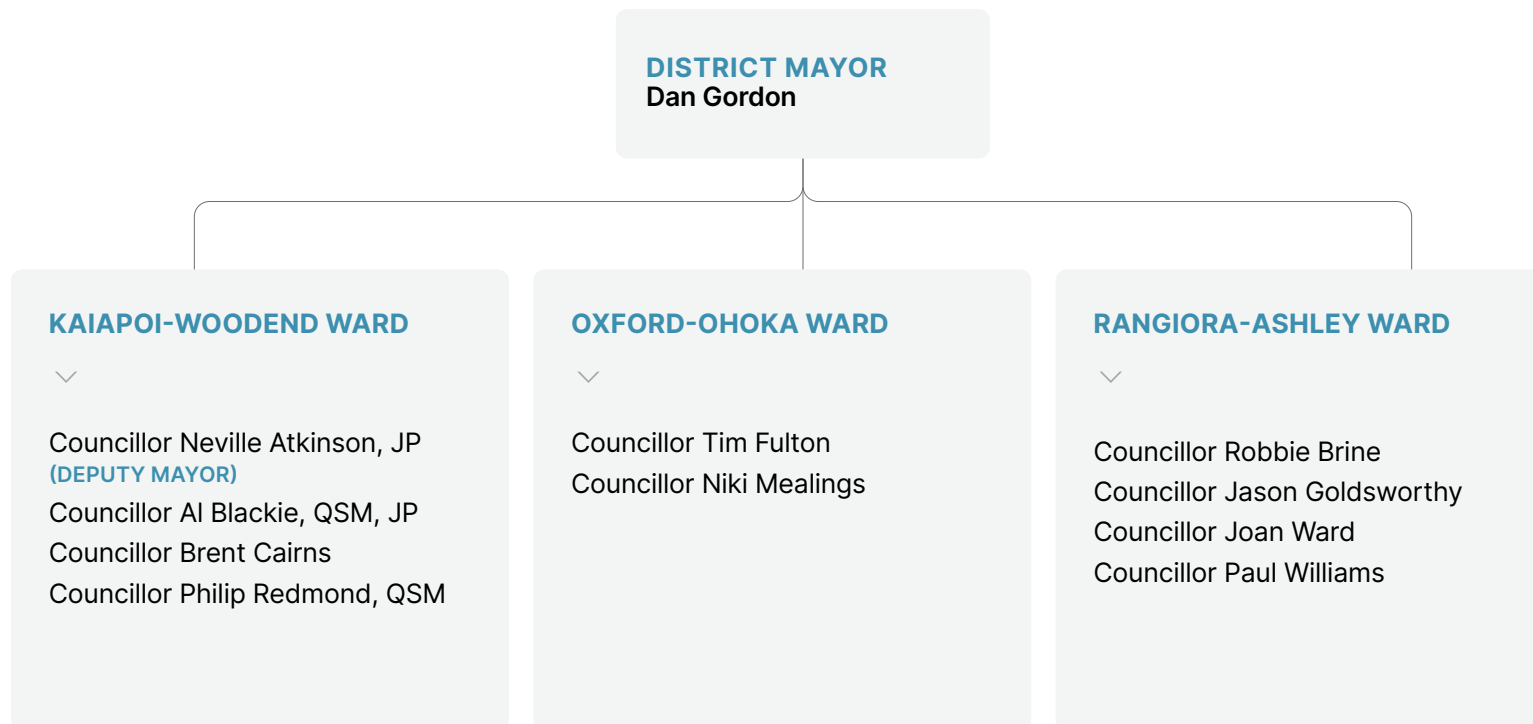 DISTRICT MAYOR
Dan Gordon
KAIAPOI-WOODEND WARD
Councillor Neville Atkinson, JP
(DEPUTY MAYOR)
Councillor Al Blackie, QSM, JP
Councillor Brent Cairns
Councillor Philip Redmond, QSM
OXFORD-OHOKA WARD
Councillor Tim Fulton
Councillor Niki Mealings
RANGIORA-ASHLEY WARD
Councillor Robbie Brine
Councillor Jason Goldsworthy
Councillor Joan Ward
Councillor Paul Williams